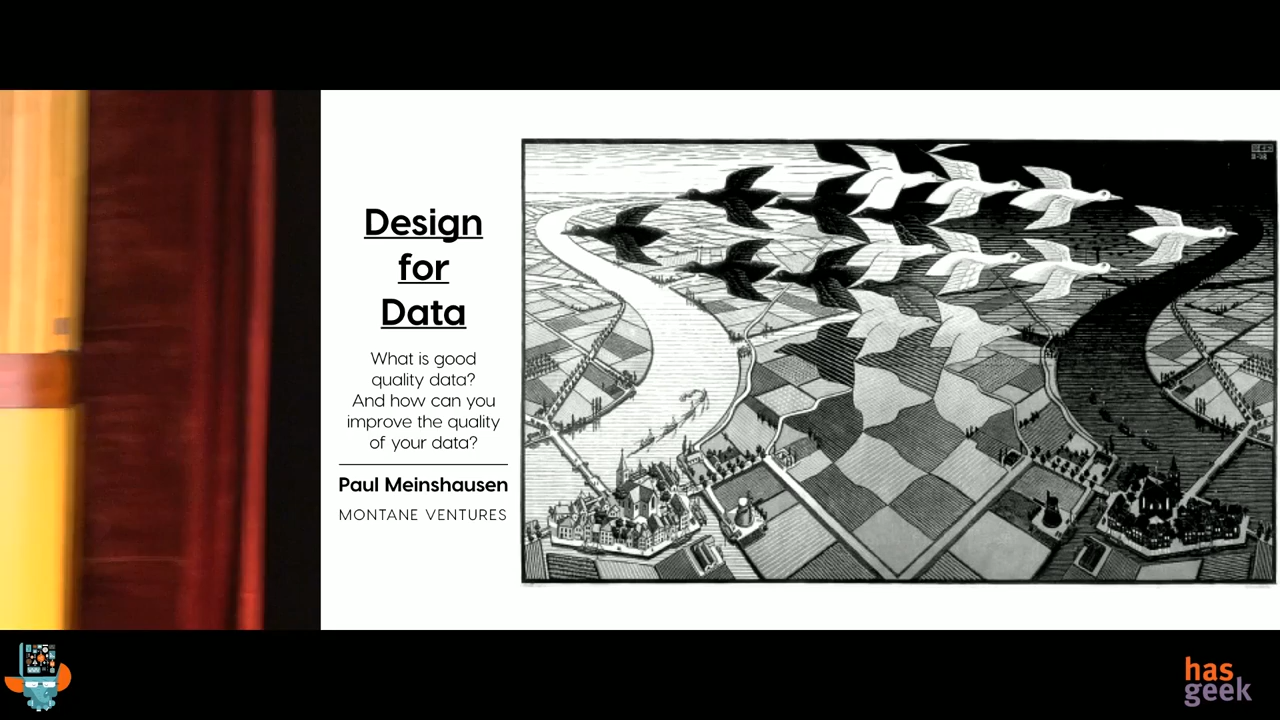 Design
for
Data
What is good
quality data?
And how can you
improve the quality
of your data?
Paul Meinshausen
MONTANE VENTURES
has
geek